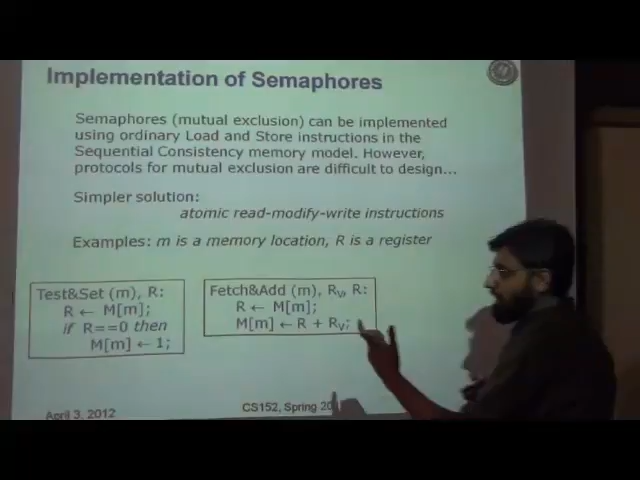 Implementation of Semaphores
Semaphores (mutual exclusion) can be implemented
using ordinary Load and Store instructions in the
Sequential Consistency memory model. However,
protocols for mutual exclusion are difficult to design...
Simpler solution:
atomic read-modify-write instructions
Examples: m is a memory location, R is a register
Test&Set (m), R:
R ← M[m];
if R==0 then
M[m] ← 1;
Fetch&Add (m), RV, R:
R ← M[m];
M[m] ← R + RV;
April 3, 2012
CS152, Spring 20